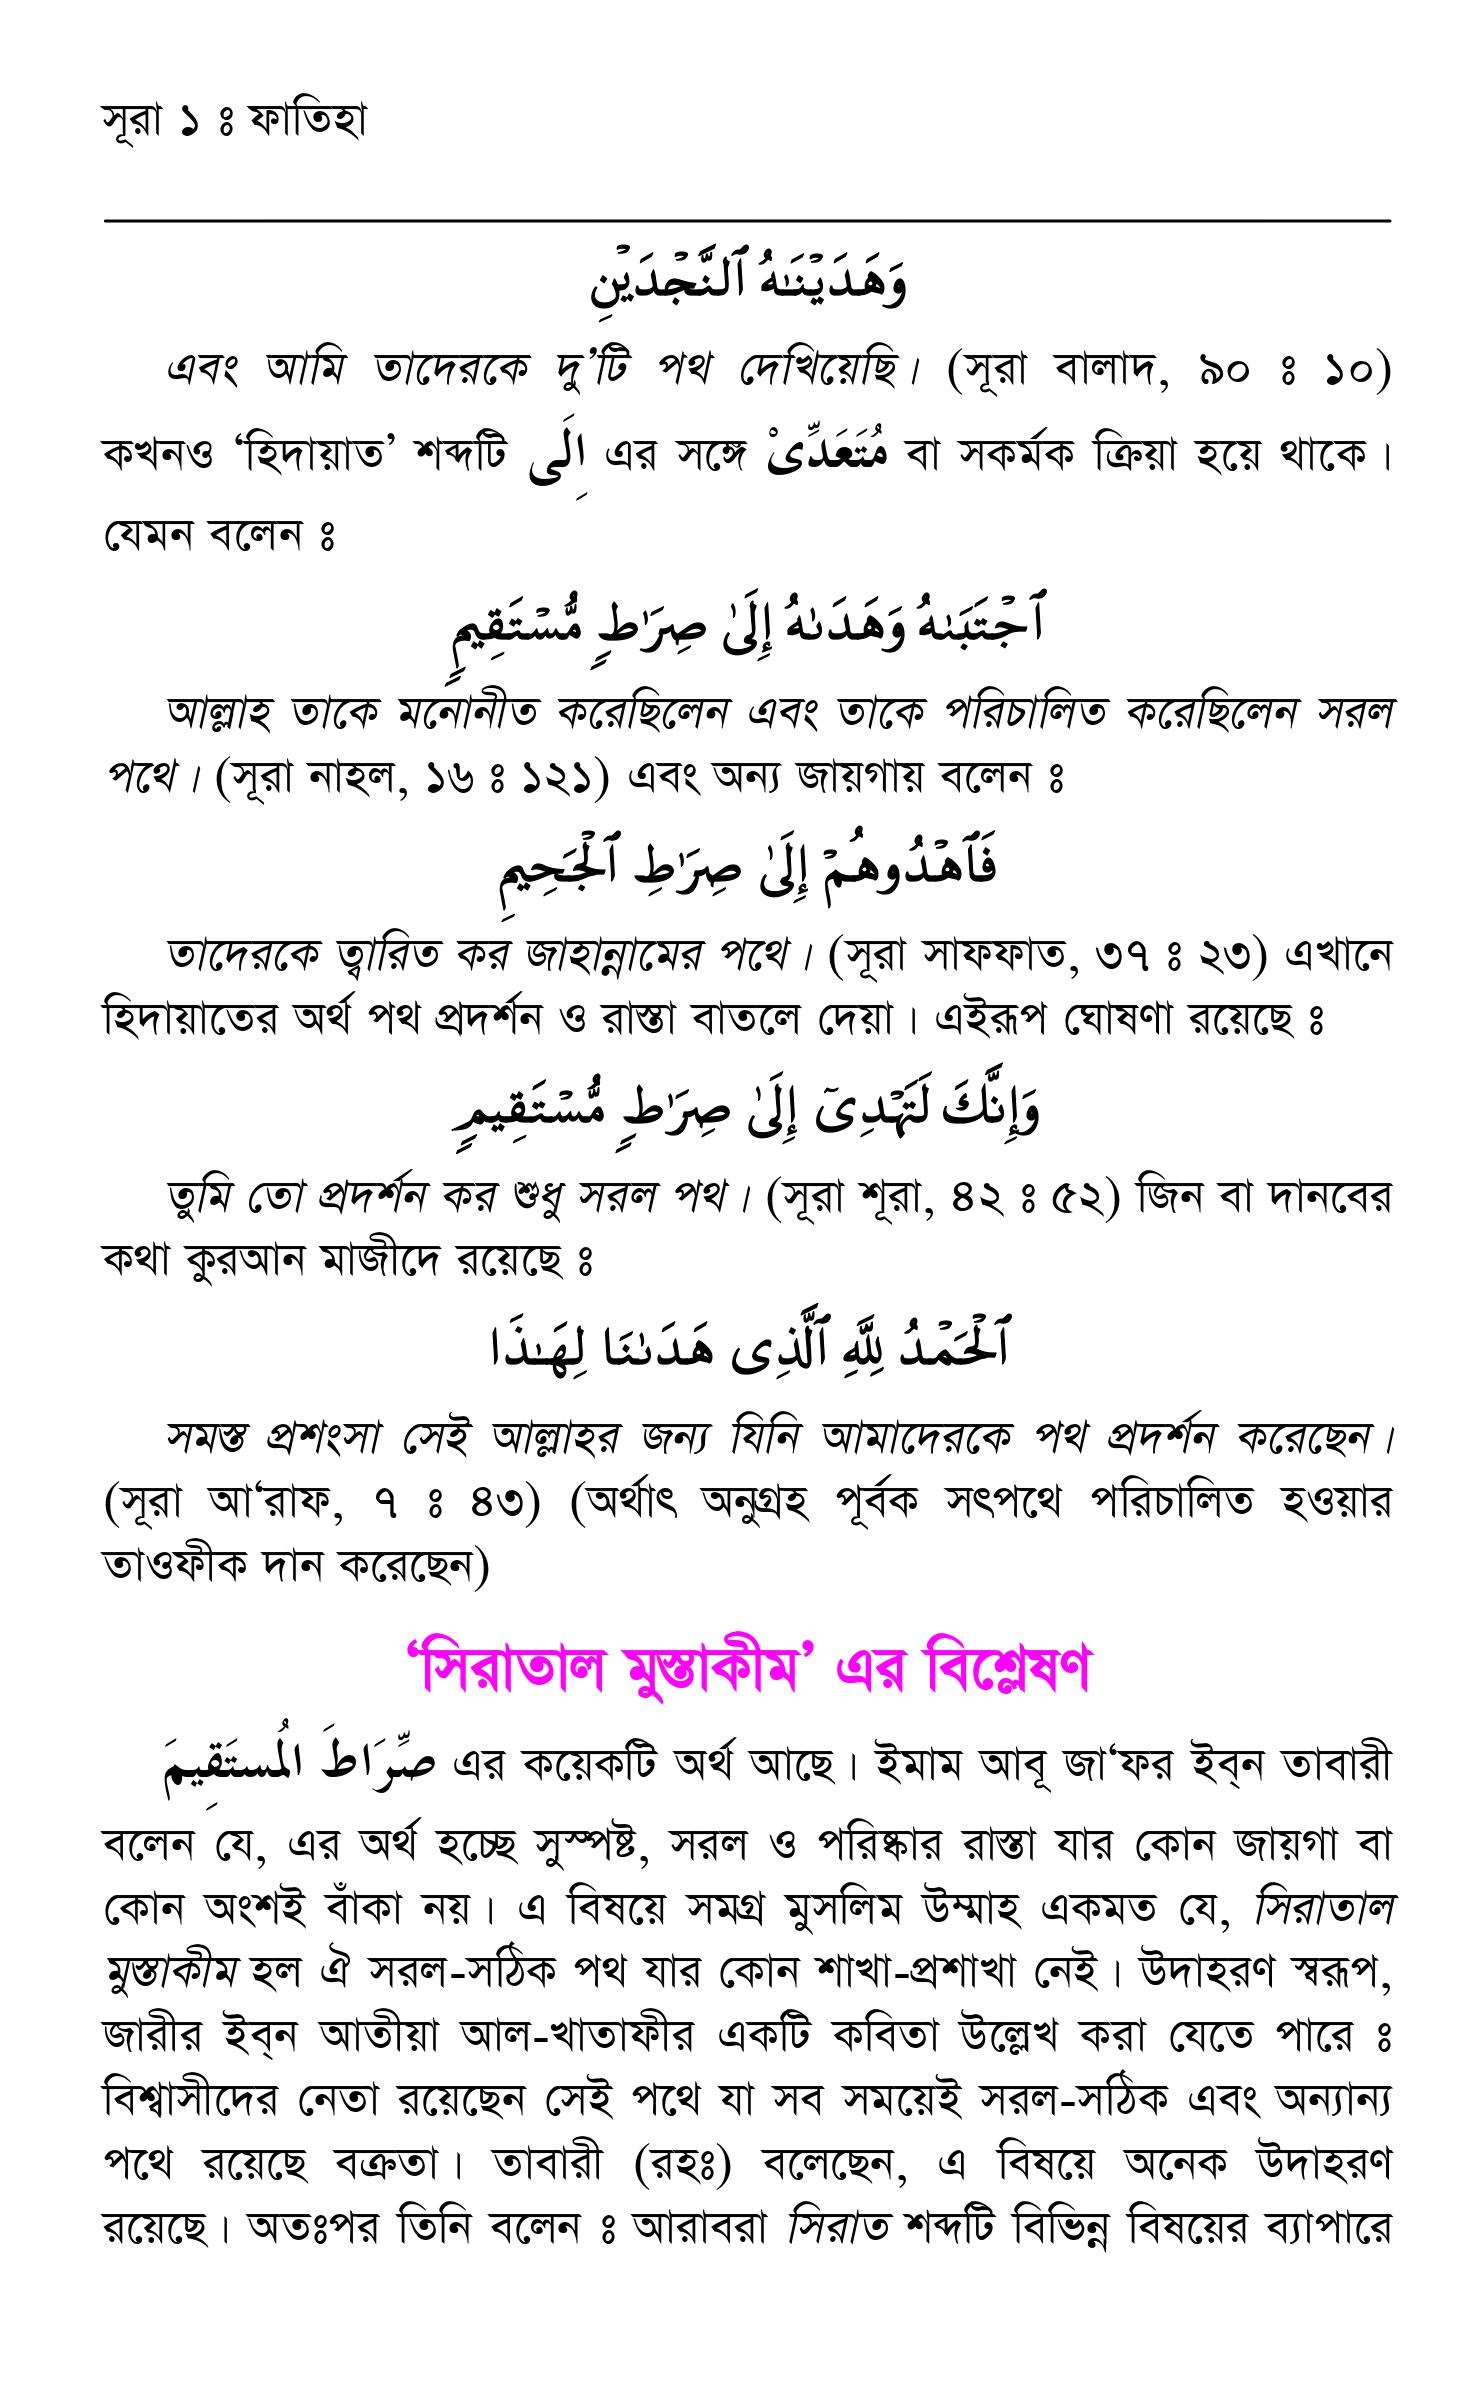 সূরা ১ ঃ ফাতিহা
وَهَدَيْنَـٰهُ ٱلنَّجْدَيْنِ
এবং আমি তাদেরকে দু’টি পথ দেখিয়েছি। (সূরা বালাদ, ৯০ ঃ ১০)
কখনও ‘হিদায়াত’ শব্দটি اِلَى এর সঙ্গে مُتَعَدِّىْ বা সকর্মক ক্রিয়া হয়ে থাকে।
যেমন বলেন ঃ
ٱجْتَبَىٰهُ وَهَدَىٰهُ إِلَىٰ صِرَٰطٍ مُّسْتَقِيمٍ
আল্লাহ তাকে মনোনীত করেছিলেন এবং তাকে পরিচালিত করেছিলেন সরল
পথে। (সূরা নাহল, ১৬ ঃ ১২১) এবং অন্য জায়গায় বলেন ঃ
فَٱهْدُوهُمْ إِلَىٰ صِرَٰطِ ٱلْجَحِيمِ
তাদেরকে ত্বারিত কর জাহান্নামের পথে। (সূরা সাফফাত, ৩৭ ঃ ২৩) এখানে
হিদায়াতের অর্থ পথ প্রদর্শন ও রাস্তা বাতলে দেয়া। এইরূপ ঘোষণা রয়েছে ঃ
وَإِنَّكَ لَتَهْدِىٓ إِلَىٰ صِرَٰطٍ مُّسْتَقِيمٍ
তুমি তো প্রদর্শন কর শুধু সরল পথ। (সূরা শূরা, ৪২ ঃ ৫২) জিন বা দানবের
কথা কুরআন মাজীদে রয়েছে ঃ
ٱلْحَمْدُ لِلَّهِ ٱلَّذِى هَدَىٰنَا لِهَـٰذَا
সমস্ত প্রশংসা সেই আল্লাহর জন্য যিনি আমাদেরকে পথ প্রদর্শন করেছেন।
(সূরা আ‘রাফ, ৭ ঃ ৪৩) (অর্থাৎ অনুগ্রহ পূর্বক সৎপথে পরিচালিত হওয়ার
তাওফীক দান করেছেন)
‘সিরাতাল মুস্তাকীম’ এর বিশ্লেষণ
صِّرَاطَ الْمُستَقِيمَ এর কয়েকটি অর্থ আছে। ইমাম আবূ জা‘ফর ইব্‌ন তাবারী
বলেন যে, এর অর্থ হচ্ছে সুস্পষ্ট, সরল ও পরিষ্কার রাস্তা যার কোন জায়গা বা
কোন অংশই বাঁকা নয়। এ বিষয়ে সমগ্র মুসলিম উম্মাহ একমত যে, সিরাতাল
মুস্তাকীম হল ঐ সরল-সঠিক পথ যার কোন শাখা-প্রশাখা নেই। উদাহরণ স্বরূপ,
জারীর ইব্‌ন আতীয়া আল-খাতাফীর একটি কবিতা উল্লেখ করা যেতে পারে ঃ
বিশ্বাসীদের নেতা রয়েছেন সেই পথে যা সব সময়েই সরল-সঠিক এবং অন্যান্য
পথে রয়েছে বক্রতা। তাবারী (রহঃ) বলেছেন, এ বিষয়ে অনেক উদাহরণ
রয়েছে। অতঃপর তিনি বলেন ঃ আরাবরা সিরাত শব্দটি বিভিন্ন বিষয়ের ব্যাপারে